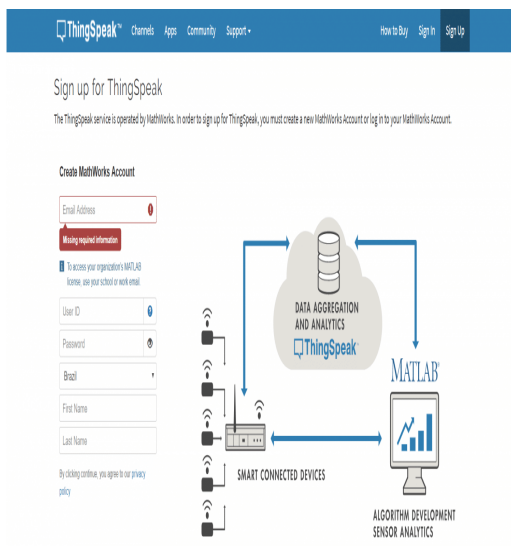 ThingSpeak™ Channels Apps Community Support How to Buy Sign In Sign Up
Sign up for ThingSpeak
The ThingSpeak service is operated by MathWorks. In order to sign up for ThingSpeak, you must create a new MathWorks Account or log in to your MathWorks Account.
Create MathWorks Account
Email Address
Missing required information
To access your organization's MATLAB
license, use your school or work email
User ID
Password
Brazil
First Name
Last Name
By clicking continue, you agree to our privacy
policy
DATA AGGREGATION
AND ANALYTICS
ThingSpeak™
MATLAB®
SMART CONNECTED DEVICES
ALGORITHM DEVELOPMENT
SENSOR ANALYTICS